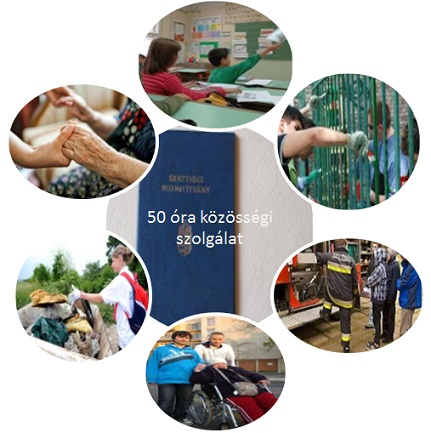 ÉRETTSÉGI
BIZONYÍTVÁNY
50 óra közösségi
szolgálat